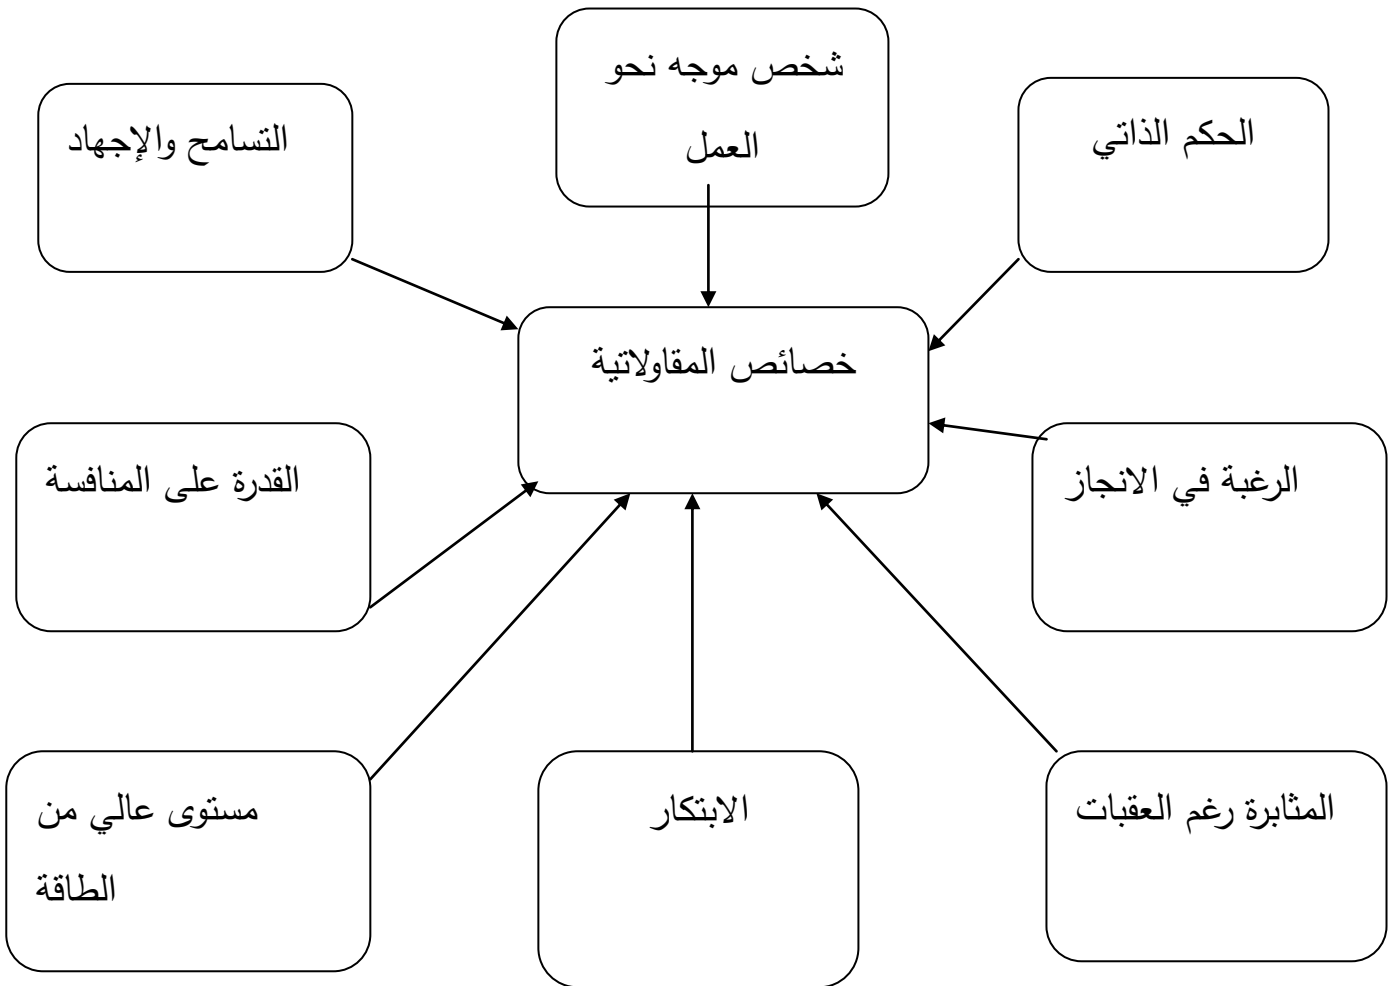 شخص موجه نحو
العمل
الحكم الذاتي
التسامح والإجهاد
خصائص المقاولاتية
الرغبة في الانجاز
القدرة على المنافسة
المثابرة رغم العقبات
الابتكار
مستوى عالي من
الطاقة